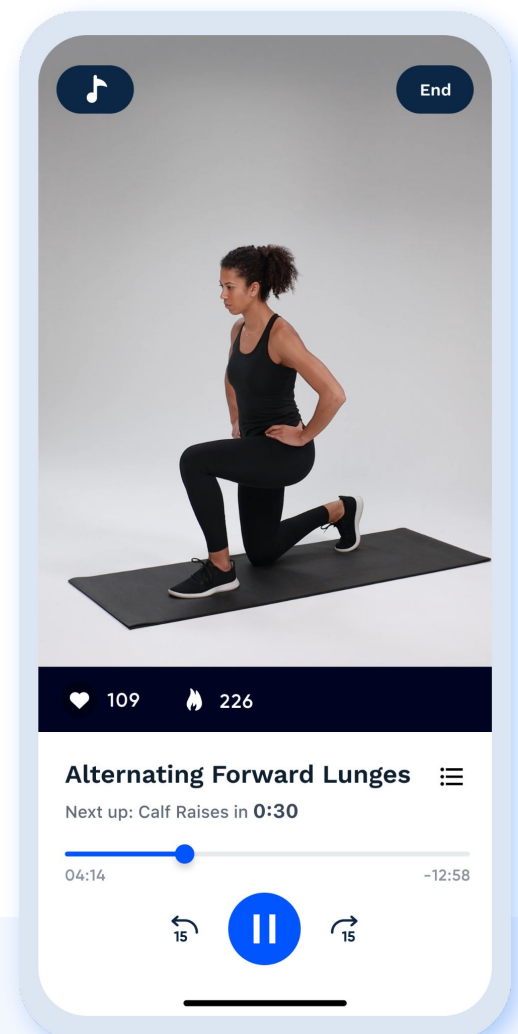 End
109 226
Alternating Forward Lunges
Next up: Calf Raises in 0:30
04:14 -12:58
15 15